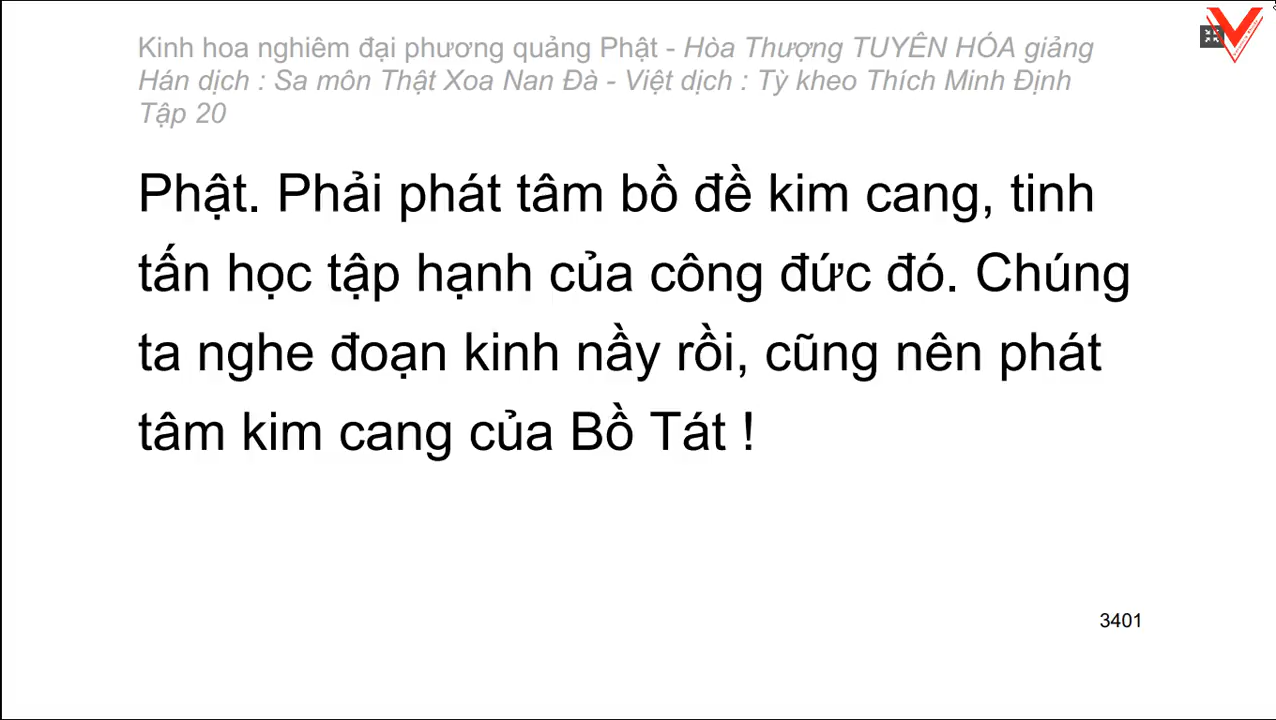 Kinh hoa nghiêm đại phương quảng Phật - Hòa Thượng TUYÊN HÓA giảng
Hán dịch : Sa môn Thật Xoa Nan Đà - Việt dịch : Tỳ kheo Thích Minh Định
Tập 20
Phật. Phải phát tâm bồ đề kim cang, tinh
tấn học tập hạnh của công đức đó. Chúng
ta nghe đoạn kinh nầy rồi, cũng nên phát
tâm kim cang của Bồ Tát !
3401